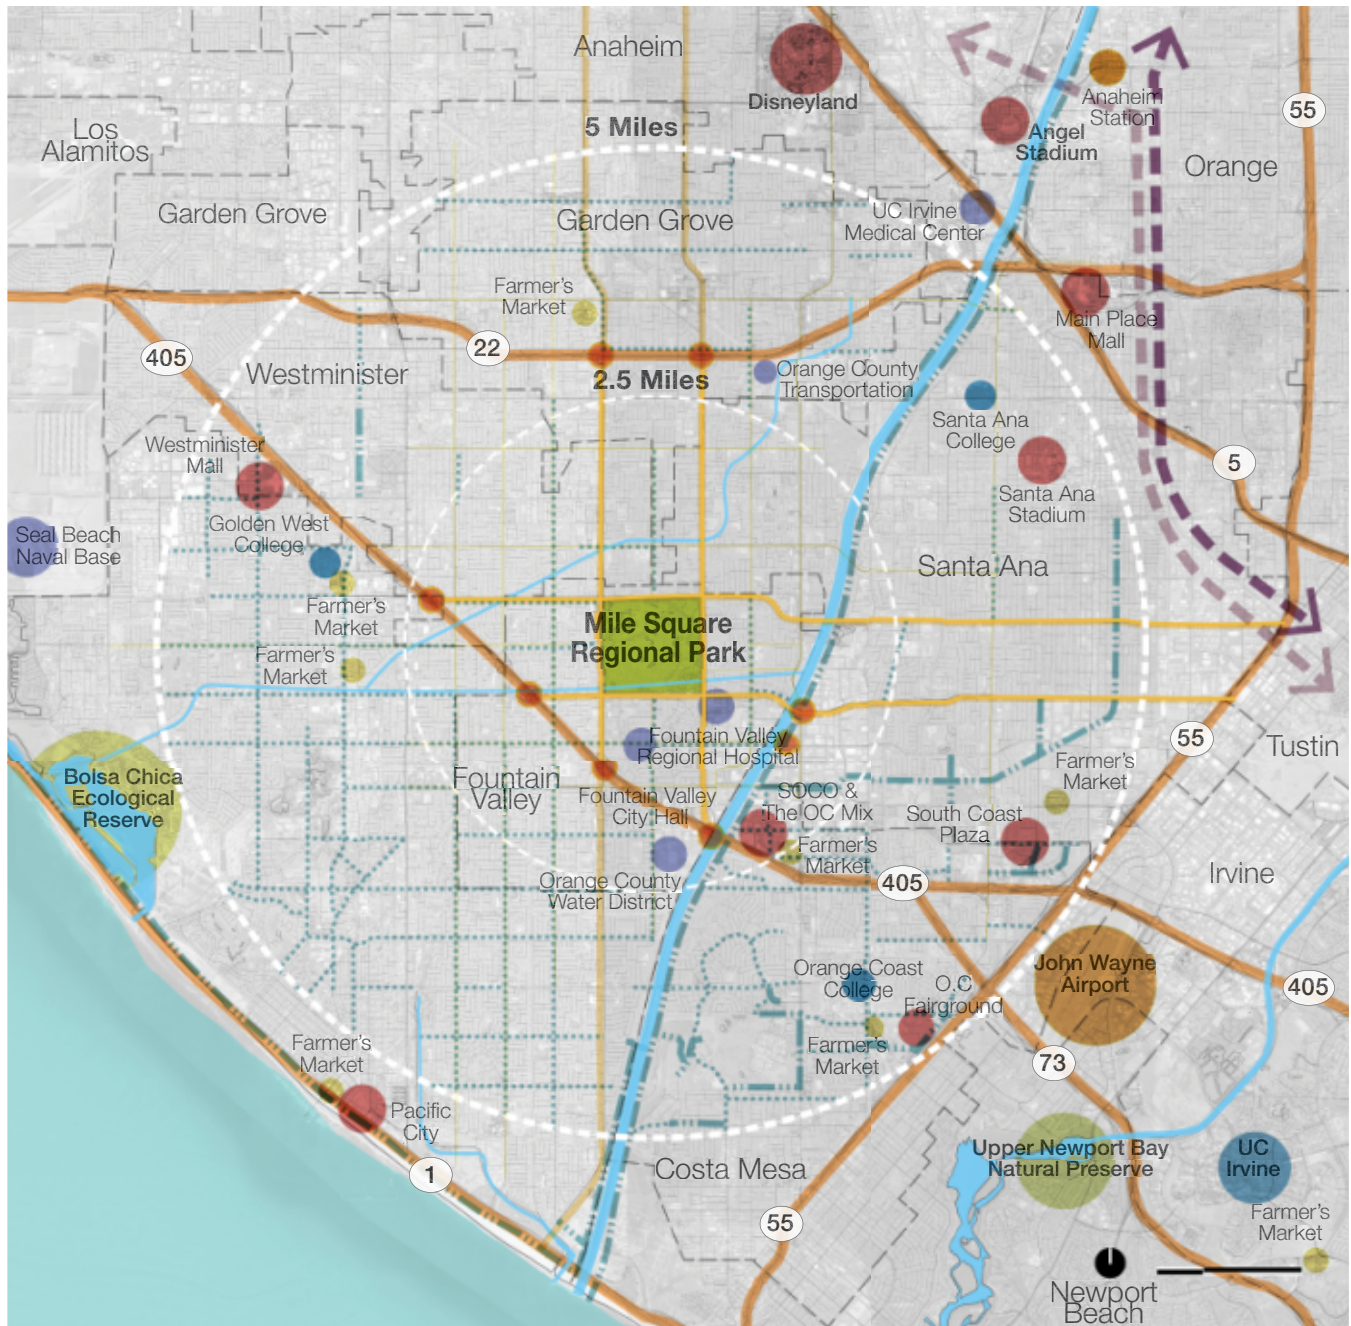 Anaheim
Disneyland
Anaheim
Station
55
5 Miles
Los
Alamitos
Angel
Stadium
Orange
Garden Grove
Garden Grove
UC Irvine
Medical Center
Farmer's
Market
Main Place
Mall
22
405
Westminister
2.5 Miles
Orange County
Transportation
Santa Ana
College
Westminister
Mall
5
Santa Ana
Stadium
Golden West
College
Seal Beach
Naval Base
Santa Ana
Farmer's
Market
Mile Square
Regional Park
Farmer's
Market
55
Tustin
Fountain Valley
Regional Hospital
Farmer's
Market
Bolsa Chica
Ecological
Reserve
Fountain
Valley
Fountain Valley
City Hall
SOCO &
The OC Mix
South Coast
Plaza
Farmer's
Market
Irvine
Orange County
Water District
405
John Wayne
Airport
Orange Coast
College
O.C
Fairground
405
Farmer's
Market
Farmer's
Market
73
Pacific
City
1
Costa Mesa
Upper Newport Bay
Natural Preserve
UC
Irvine
55
Farmer's
Market
Newport
Beach